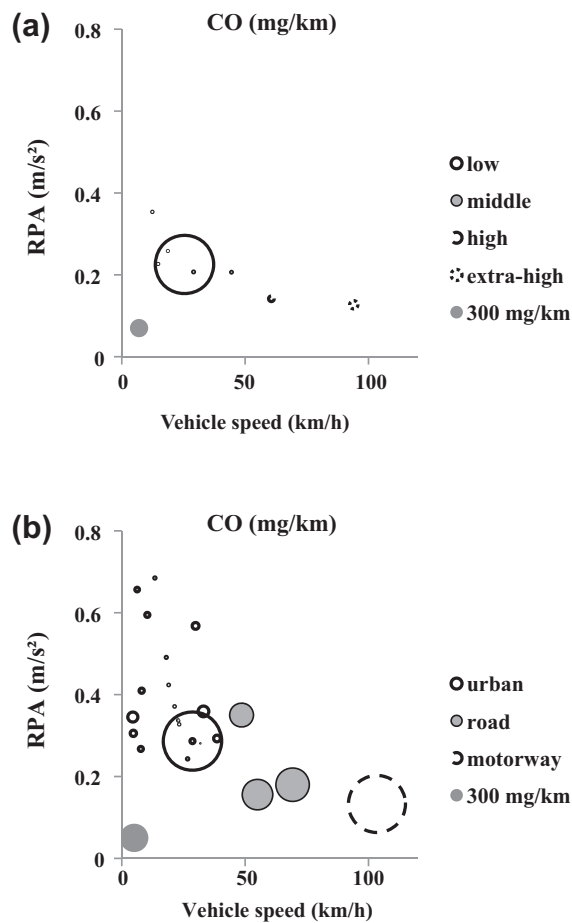 (a)
CO (mg/km)
0.8
0.6
0.4
0.2
0
RPA (m/s²)
0
50
100
Vehicle speed (km/h)
low
middle
high
extra-high
300 mg/km
(b)
CO (mg/km)
0.8
0.6
0.4
0.2
0
RPA (m/s²)
0
50
100
Vehicle speed (km/h)
urban
road
motorway
300 mg/km